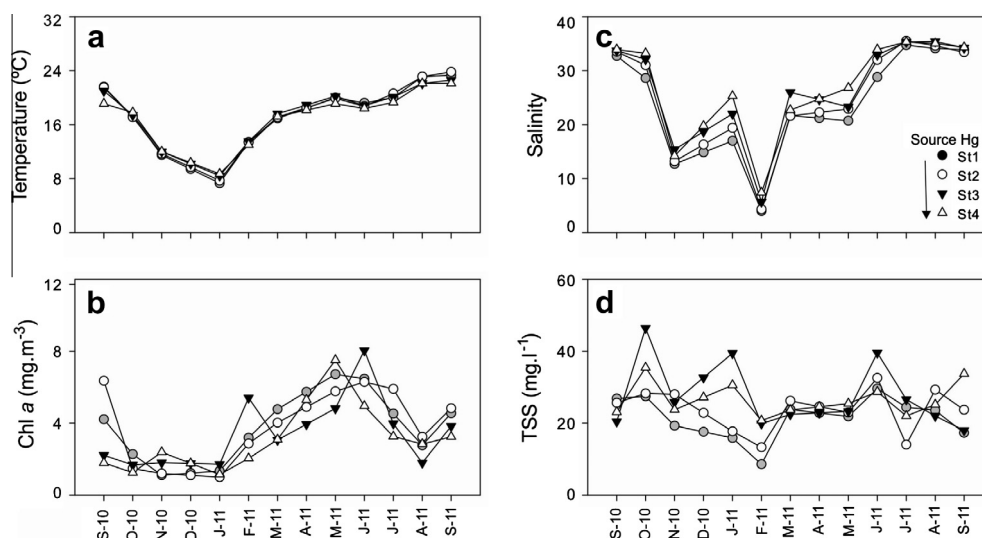 a
Temperature (ºC)
32
24
16
8
0
c
Salinity
40
30
20
10
0
Source Hg
St1
St2
St3
St4
b
Chl a (mg.m-3)
12
8
4
0
S-10
O-10
N-10
D-10
J-11
F-11
M-11
A-11
M-11
J-11
J-11
A-11
S-11
d
TSS (mg.l-1)
60
40
20
0
S-10
O-10
N-10
D-10
J-11
F-11
M-11
A-11
M-11
J-11
J-11
A-11
S-11